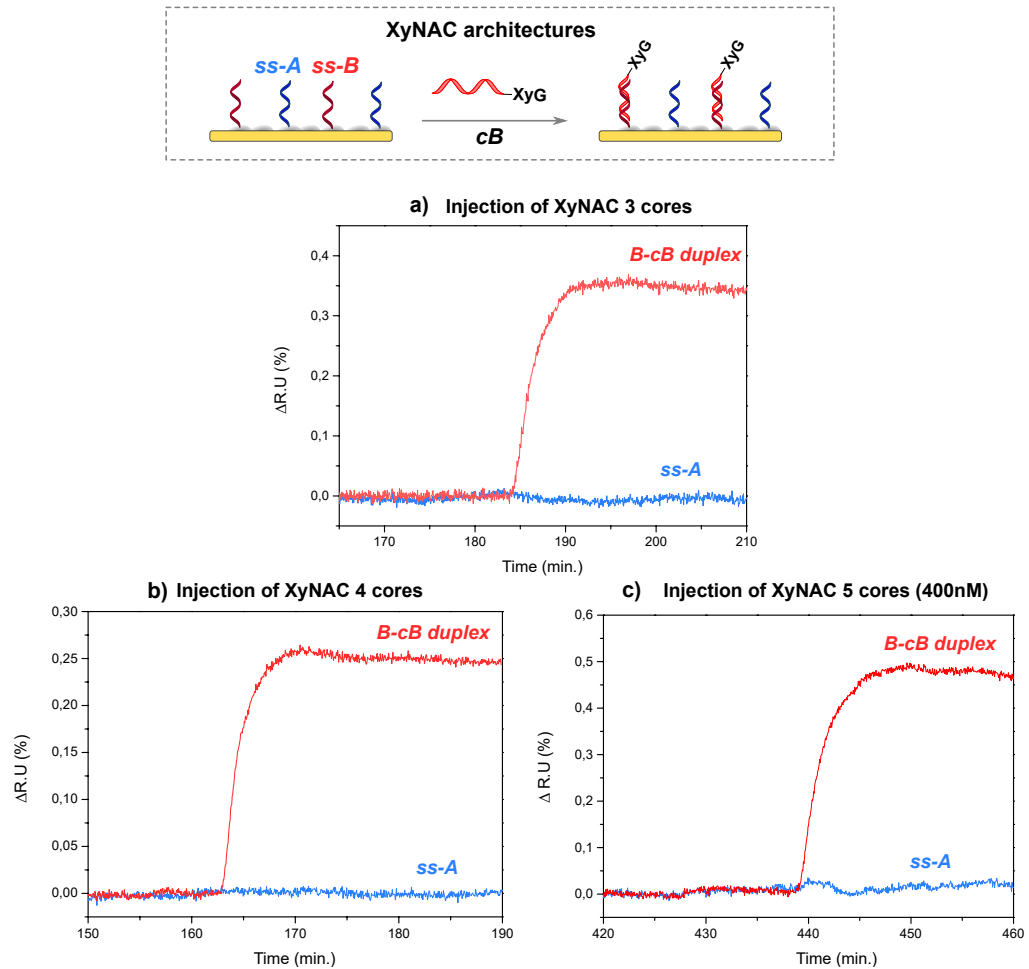 XyNAC architectures
ss-A ss-B
XyG
cB
XyG
XyG
a) Injection of XyNAC 3 cores
B-cB duplex
ss-A
ΔR.U (%)
0,4
0,3
0,2
0,1
0,0
170 180 190 200 210
Time (min.)
b) Injection of XyNAC 4 cores
B-cB duplex
ss-A
ΔR.U (%)
0,30
0,25
0,20
0,15
0,10
0,05
0,00
150 160 170 180 190
Time (min.)
c) Injection of XyNAC 5 cores (400nM)
B-cB duplex
ss-A
Δ R.U (%)
0,6
0,5
0,4
0,3
0,2
0,1
0,0
420 430 440 450 460
Time (min.)